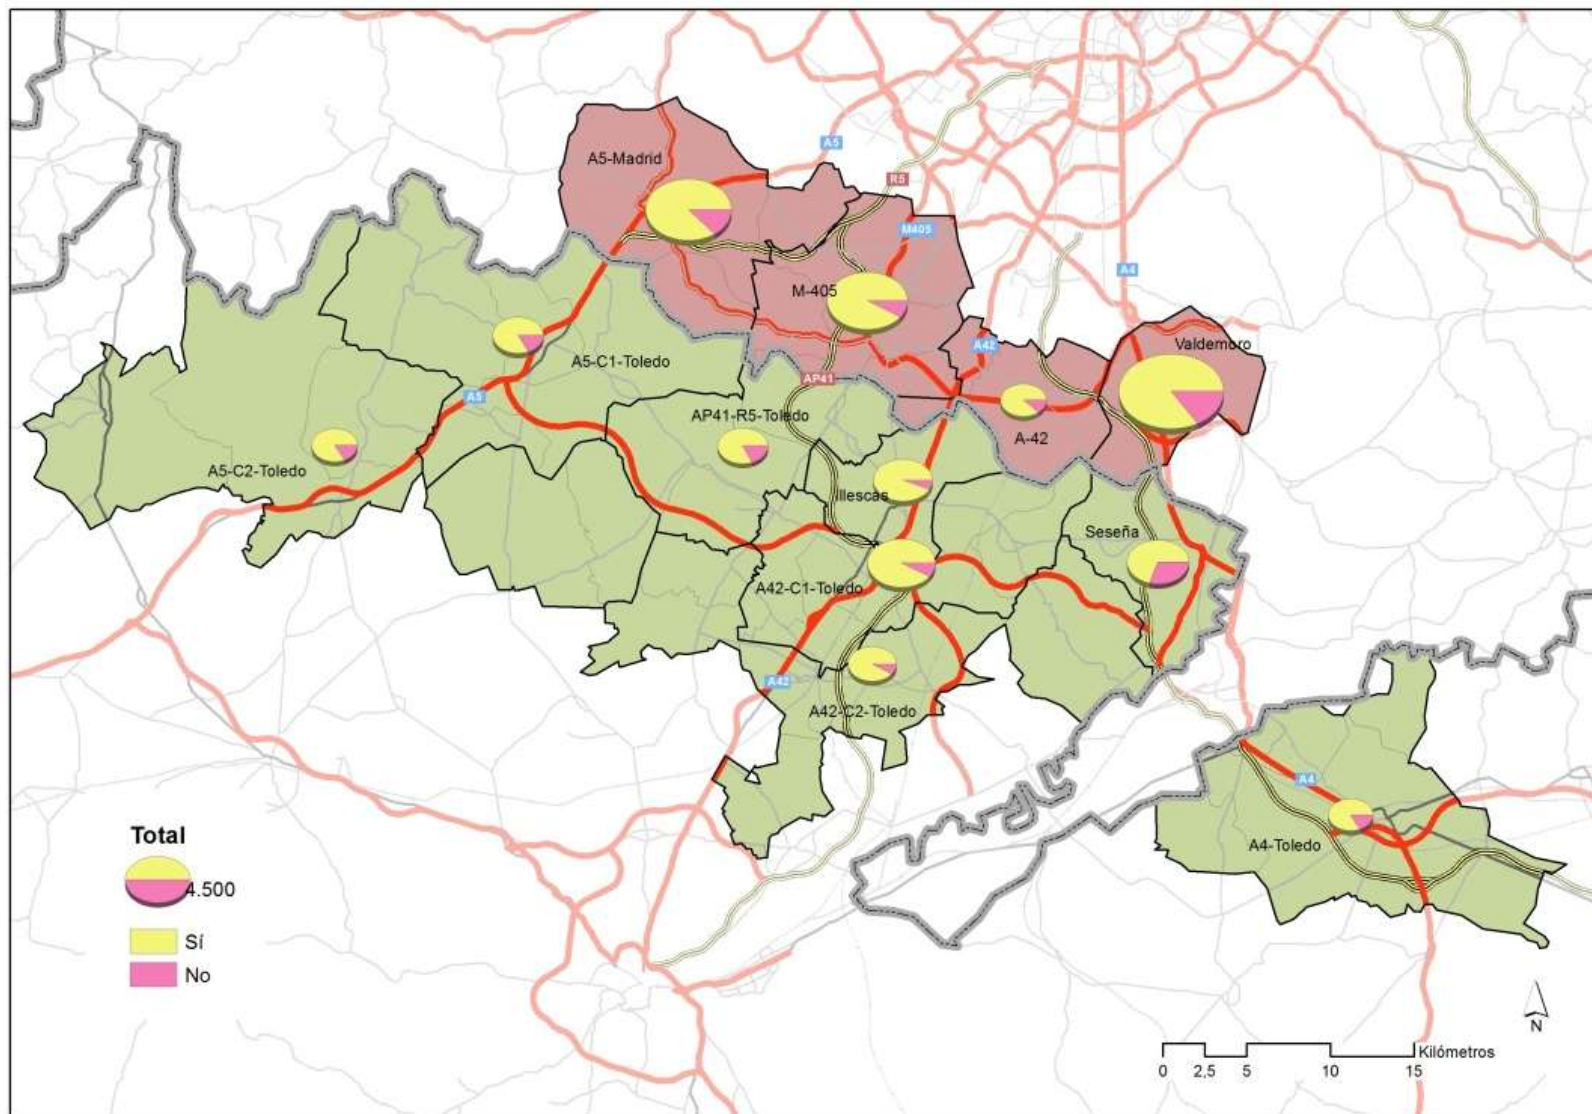 A5-Madrid
A5
R5
M405
M-405
A4
A42
Valdemoro
AP41
A5-C1-Toledo
A5
AP41-R5-Toledo
A-42
A5-C2-Toledo
Illescas
Seseña
A42-C1-Toledo
A42
A42-C2-Toledo
A4
A4-Toledo
Total
4.500
Sí
No
N
Kilómetros
0 2,5 5 10 15